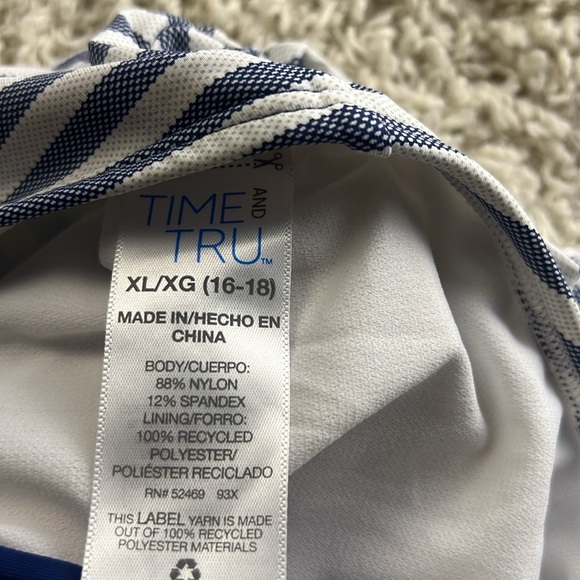 TIME AND
TRU™
XL/XG (16-18)
MADE IN/HECHO EN
CHINA
BODY/CUERPO:
88% NYLON
12% SPANDEX
LINING/FORRO:
100% RECYCLED
POLYESTER/
POLIÉSTER RECICLADO
RN# 52469 93X
THIS LABEL YARN IS MADE
OUT OF 100% RECYCLED
POLYESTER MATERIALS